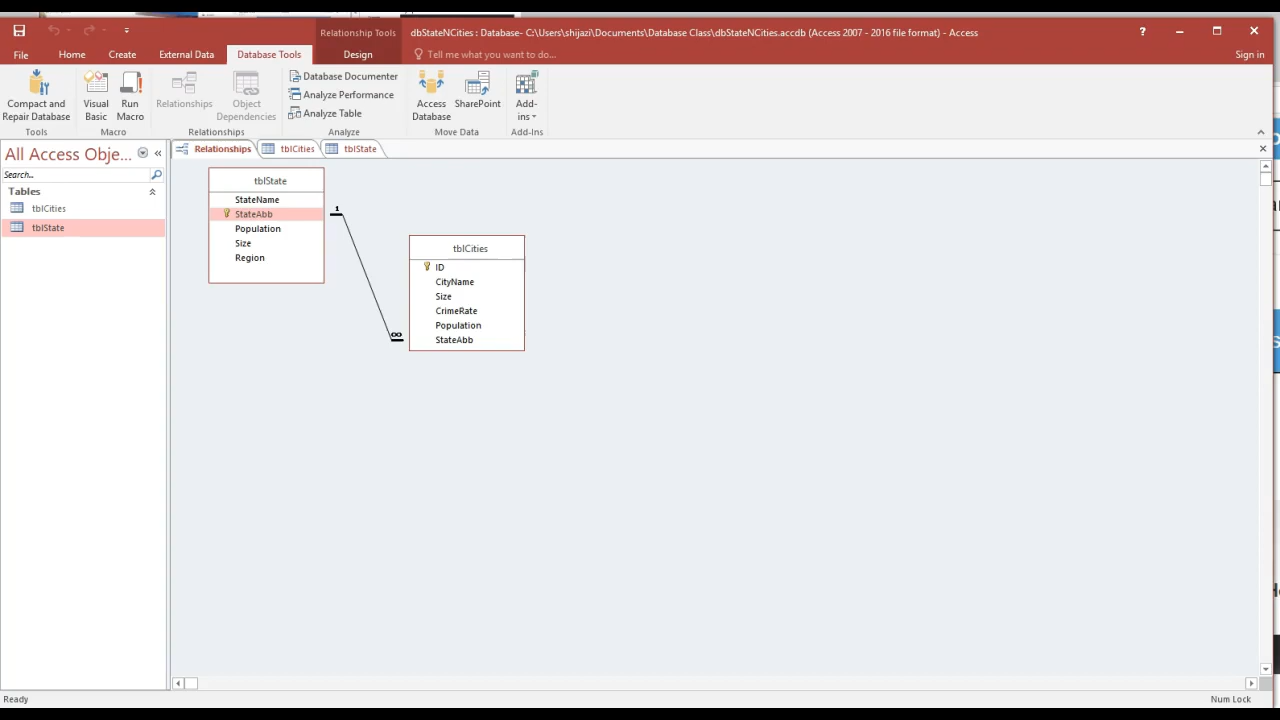 Relationship Tools
dbStateNCities : Database- C:\Users\shijazi\Documents\Database Class\dbStateNCities.accdb (Access 2007 - 2016 file format) - Access
?
File Home Create External Data Database Tools Design Tell me what you want to do... Sign in
Compact and Repair Database
Visual Basic
Run Macro
Relationships
Object Dependencies
Database Documenter
Analyze Performance
Analyze Table
Access Database
SharePoint
Add-ins
Tools Macro Relationships Analyze Move Data Add-Ins
All Access Obje...
«
Search...
Tables
tblCities
tblState
Relationships tblCities tblState
tblState
StateName
StateAbb
Population
Size
Region
1
∞
tblCities
ID
CityName
Size
CrimeRate
Population
StateAbb
Ready
Num Lock